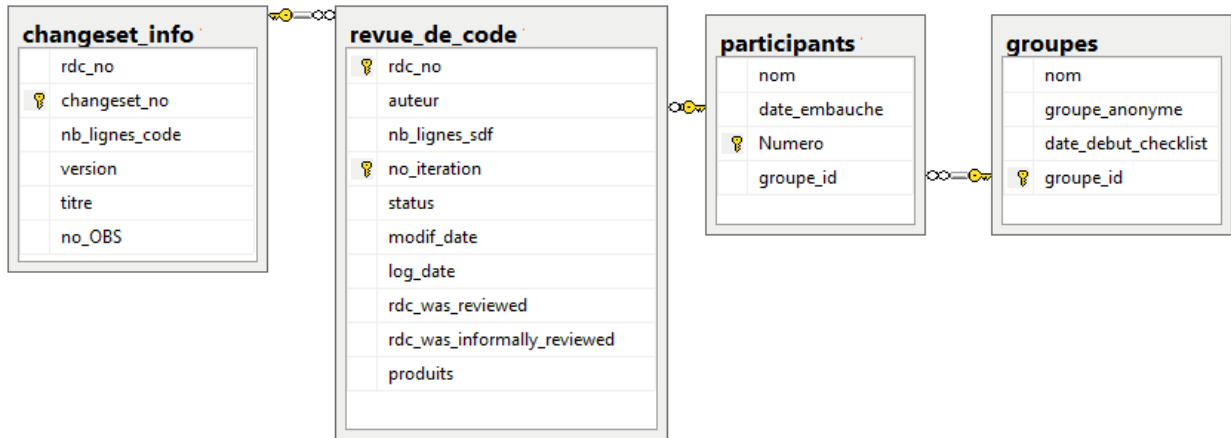 changeset_info
rdc_no
changeset_no
nb_lignes_code
version
titre
no_OBS
revue_de_code
rdc_no
auteur
nb_lignes_sdf
no_iteration
status
modif_date
log_date
rdc_was_reviewed
rdc_was_informally_reviewed
produits
participants
nom
date_embauche
Numero
groupe_id
groupes
nom
groupe_anonyme
date_debut_checklist
groupe_id